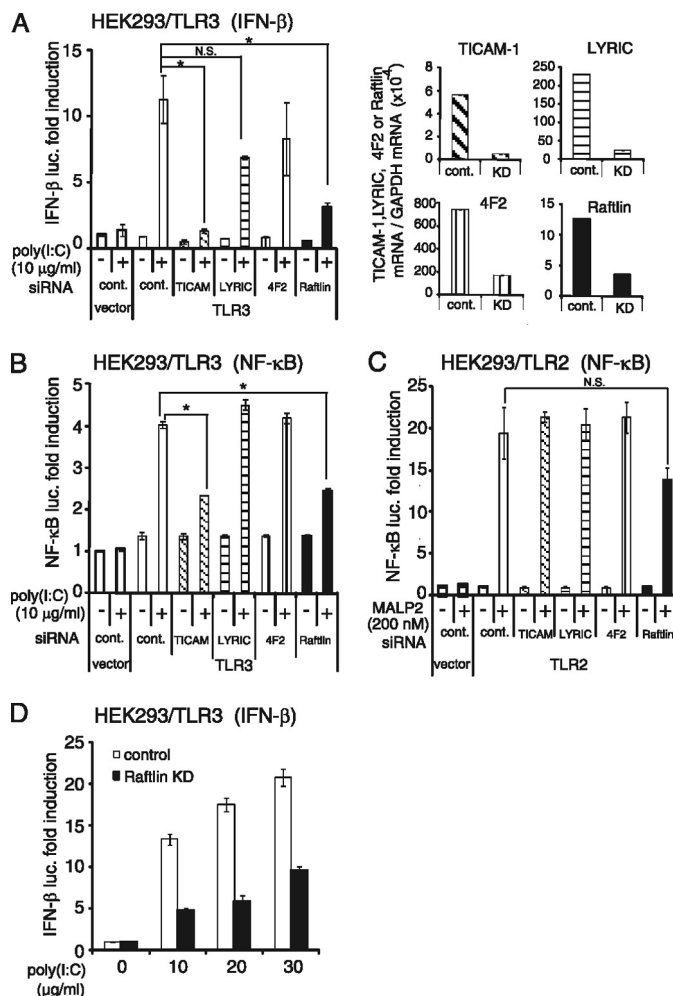 A HEK293/TLR3 (IFN-β)
IFN-β luc. fold induction
15
10
5
0
N.S.
*
*
poly(I:C) - + - + - + - + - + - +
(10 µg/ml)
siRNA cont. cont. TICAM LYRIC 4F2 Raftlin
vector TLR3
TICAM-1,LYRIC, 4F2 or Raftlin
mRNA / GAPDH mRNA (x10⁻⁴)
TICAM-1
6
4
2
0
cont. KD
LYRIC
250
200
150
100
50
0
cont. KD
4F2
800
600
400
200
0
cont. KD
Raftlin
15
10
5
0
cont. KD
B HEK293/TLR3 (NF-κB)
NF-κB luc. fold induction
5
4
3
2
1
0
*
*
poly(I:C) - + - + - + - + - + - +
(10 µg/ml)
siRNA cont. cont. TICAM LYRIC 4F2 Raftlin
vector TLR3
C HEK293/TLR2 (NF-κB)
NF-κB luc. fold induction
25
20
15
10
5
0
N.S.
MALP2 - + - + - + - + - + - +
(200 nM)
siRNA cont. cont. TICAM LYRIC 4F2 Raftlin
vector TLR2
D HEK293/TLR3 (IFN-β)
IFN-β luc. fold induction
25
20
15
10
5
0
control
Raftlin KD
poly(I:C) 0 10 20 30
(µg/ml)